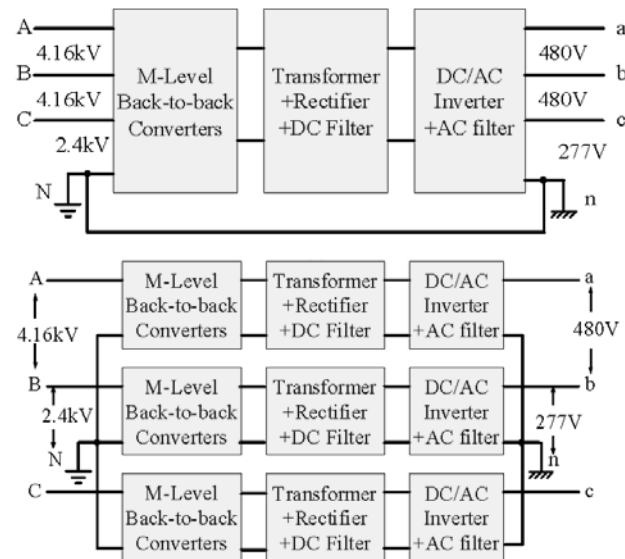 A
4.16kV
B
4.16kV
C
2.4kV
N
M-Level
Back-to-back
Converters
Transformer
+Rectifier
+DC Filter
DC/AC
Inverter
+AC filter
a
480V
b
480V
c
277V
n
A
4.16kV
B
2.4kV
N
C
M-Level
Back-to-back
Converters
Transformer
+Rectifier
+DC Filter
DC/AC
Inverter
+AC filter
M-Level
Back-to-back
Converters
Transformer
+Rectifier
+DC Filter
DC/AC
Inverter
+AC filter
M-Level
Back-to-back
Converters
Transformer
+Rectifier
+DC Filter
DC/AC
Inverter
+AC filter
a
480V
b
277V
n
c